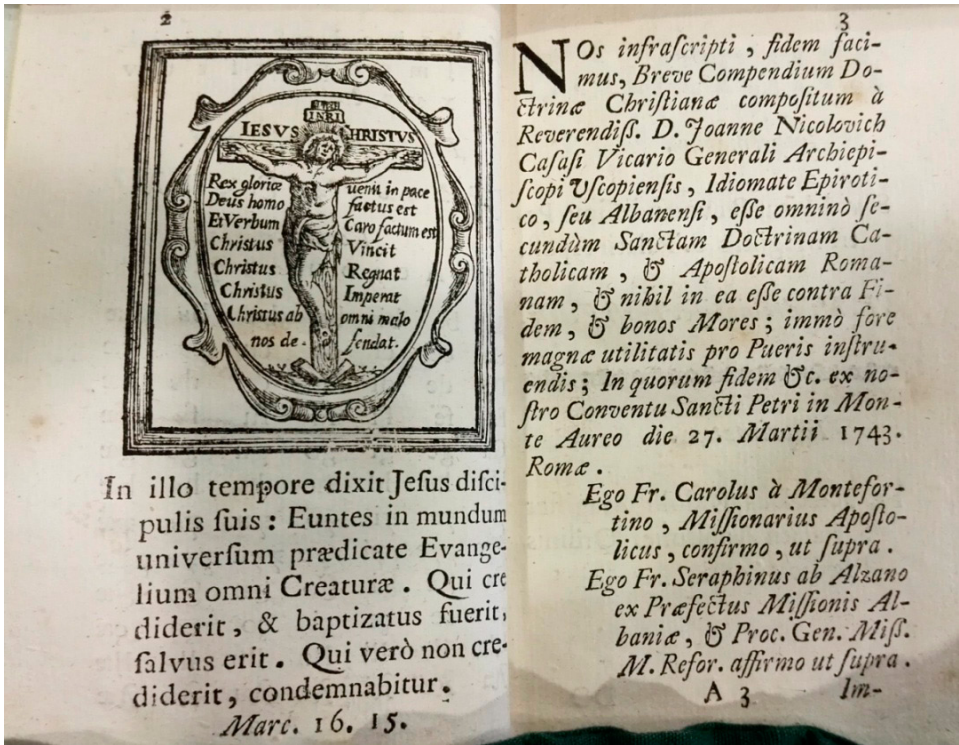 2
INRI
IESVS CHRISTVS
Rex gloriæ uenit in pace
Deus homo factus est
Et Verbum Caro factum est
Christus Vincit
Christus Regnat
Christus Imperat
Christus ab omni malo
nos de- fendat.
In illo tempore dixit Jeſus diſci-
pulis ſuis : Euntes in mundum
univerſum prædicate Evange-
lium omni Creaturæ . Qui cre
diderit, & baptizatus fuerit,
ſalvus erit . Qui verò non cre-
diderit, condemnabitur.
Marc. 16. 15.
3
NOs infraſcripti , fidem faci-
mus, Breve Compendium Do-
ctrinæ Chriſtianæ compoſitum à
Reverendiſſ. D. Joanne Nicolovich
Caſaſi Vicario Generali Archiepi-
ſcopi Vſcopienſis , Idiomate Epiroti-
co, ſeu Albanenſi , eſſe omninò ſe-
cundùm Sanctam Doctrinam Ca-
tholicam , & Apoſtolicam Roma-
nam , & nihil in ea eſſe contra Fi-
dem, & bonos Mores ; immò fore
magnæ utilitatis pro Pueris inſtru-
endis ; In quorum fidem &c. ex no-
ſtro Conventu Sancti Petri in Mon-
te Aureo die 27. Martii 1743.
Romæ .
Ego Fr. Carolus à Montefor-
tino , Miſſionarius Apoſto-
licus , confirmo , ut ſupra .
Ego Fr. Seraphinus ab Alzano
ex Præfectus Miſſionis Al-
baniæ, & Proc. Gen. Miſſ.
M. Refor. affirmo ut ſupra .
A 3 Im-